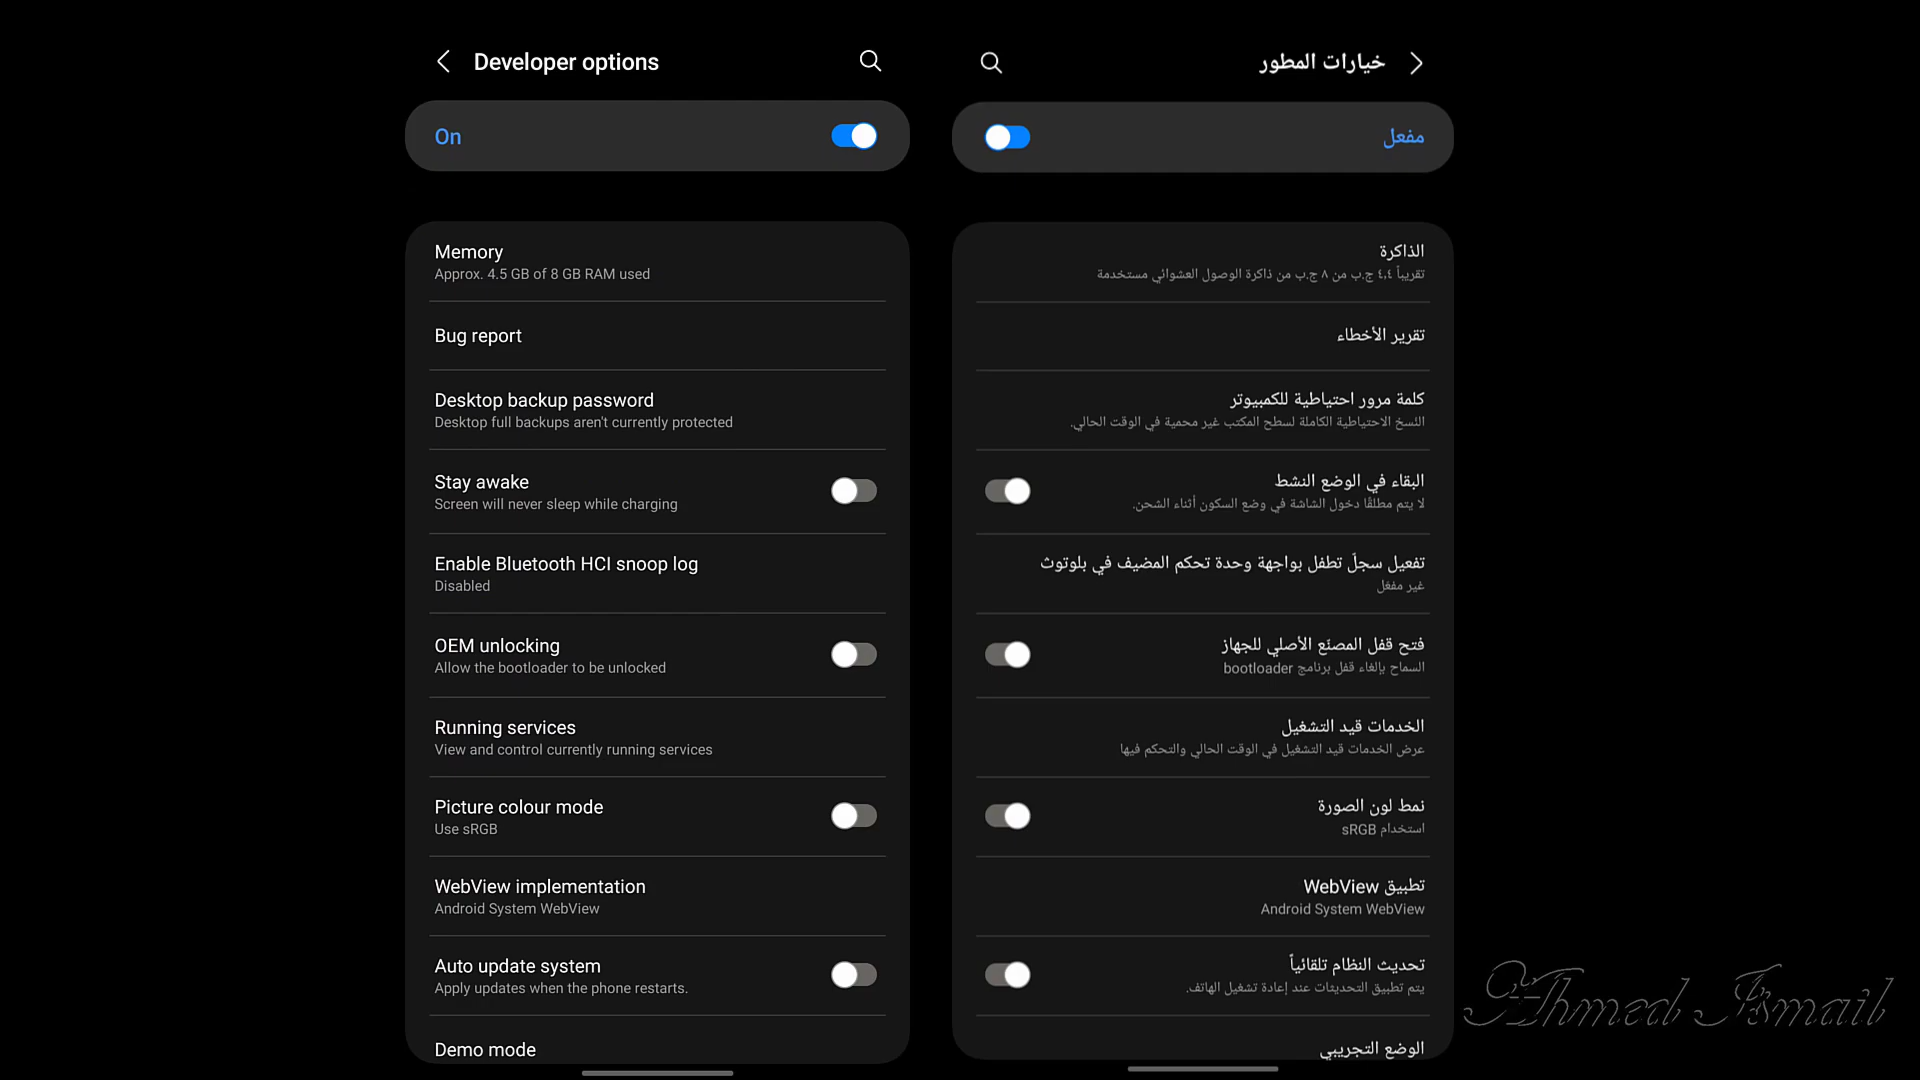 Developer options
On
Memory
Approx. 4.5 GB of 8 GB RAM used
Bug report
Desktop backup password
Desktop full backups aren't currently protected
Stay awake
Screen will never sleep while charging
Enable Bluetooth HCI snoop log
Disabled
OEM unlocking
Allow the bootloader to be unlocked
Running services
View and control currently running services
Picture colour mode
Use sRGB
WebView implementation
Android System WebView
Auto update system
Apply updates when the phone restarts.
Demo mode
خيارات المطور
مفعل
الذاكرة
تقريباً ٤٫٤ ج.ب من ٨ ج.ب من ذاكرة الوصول العشوائي مستخدمة
تقرير الأخطاء
كلمة مرور احتياطية للكمبيوتر
النسخ الاحتياطية الكاملة لسطح المكتب غير محمية في الوقت الحالي.
البقاء في الوضع النشط
لا يتم مطلقًا دخول الشاشة في وضع السكون أثناء الشحن.
تفعيل سجلّ تطفل بواجهة وحدة تحكم المضيف في بلوتوث
غير مفعّل
فتح قفل المصنّع الأصلي للجهاز
السماح بإلغاء قفل برنامج bootloader
الخدمات قيد التشغيل
عرض الخدمات قيد التشغيل في الوقت الحالي والتحكم فيها
نمط لون الصورة
استخدام sRGB
تطبيق WebView
Android System WebView
تحديث النظام تلقائياً
يتم تطبيق التحديثات عند إعادة تشغيل الهاتف.
الوضع التجريبي
Ahmed Ismail